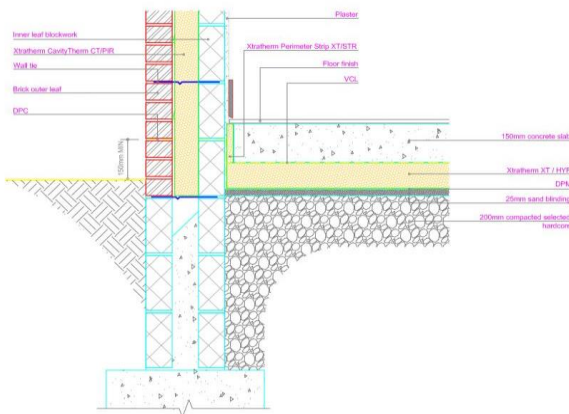 Plaster
Inner leaf blockwork
Xtratherm CavityTherm CT/PIR
Wall tie
Brick outer leaf
DPC
150mm MIN
Xtratherm Perimeter Strip XT/STR
Floor finish
VCL
150mm concrete slab
Xtratherm XT / HYF
DPM
25mm sand blinding
200mm compacted selected
hardcore